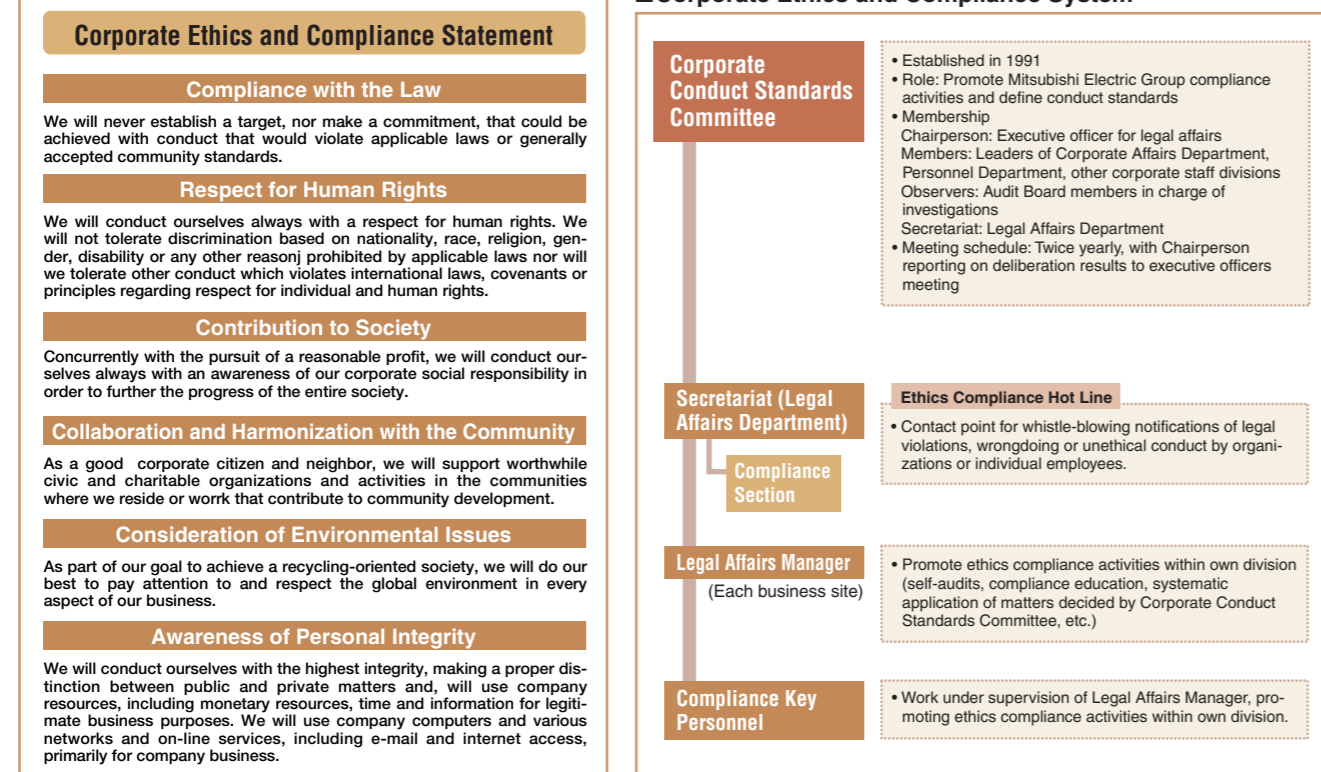 Corporate Ethics and Compliance Statement
Compliance with the Law
We will never establish a target, nor make a commitment, that could be
achieved with conduct that would violate applicable laws or generally
accepted community standards.
Respect for Human Rights
We will conduct ourselves always with a respect for human rights. We
will not tolerate discrimination based on nationality, race, religion, gen-
der, disability or any other reasonj prohibited by applicable laws nor will
we tolerate other conduct which violates international laws, covenants or
principles regarding respect for individual and human rights.
Contribution to Society
Concurrently with the pursuit of a reasonable profit, we will conduct our-
selves always with an awareness of our corporate social responsibility in
order to further the progress of the entire society.
Collaboration and Harmonization with the Community
As a good corporate citizen and neighbor, we will support worthwhile
civic and charitable organizations and activities in the communities
where we reside or work that contribute to community development.
Consideration of Environmental Issues
As part of our goal to achieve a recycling-oriented society, we will do our
best to pay attention to and respect the global environment in every
aspect of our business.
Awareness of Personal Integrity
We will conduct ourselves with the highest integrity, making a proper dis-
tinction between public and private matters and, will use company
resources, including monetary resources, time and information for legiti-
mate business purposes. We will use company computers and various
networks and on-line services, including e-mail and internet access,
primarily for company business.
■Corporate Ethics and Compliance System
Corporate
Conduct Standards
Committee
• Established in 1991
• Role: Promote Mitsubishi Electric Group compliance
activities and define conduct standards
• Membership
Chairperson: Executive officer for legal affairs
Members: Leaders of Corporate Affairs Department,
Personnel Department, other corporate staff divisions
Observers: Audit Board members in charge of
investigations
Secretariat: Legal Affairs Department
• Meeting schedule: Twice yearly, with Chairperson
reporting on deliberation results to executive officers
meeting
Secretariat (Legal
Affairs Department)
Compliance
Section
Ethics Compliance Hot Line
• Contact point for whistle-blowing notifications of legal
violations, wrongdoing or unethical conduct by organi-
zations or individual employees.
Legal Affairs Manager
(Each business site)
• Promote ethics compliance activities within own division
(self-audits, compliance education, systematic
application of matters decided by Corporate Conduct
Standards Committee, etc.)
Compliance Key
Personnel
• Work under supervision of Legal Affairs Manager, pro-
moting ethics compliance activities within own division.